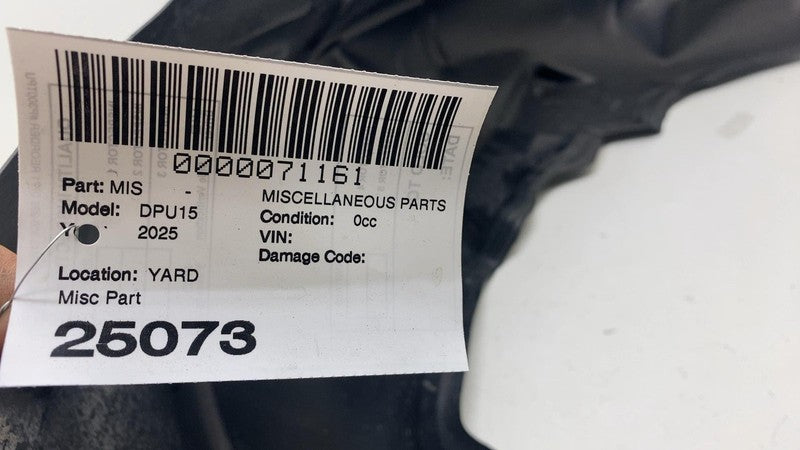 0000071161
Part: MIS -
MISCELLANEOUS PARTS
Model: DPU15
Condition: 0cc
2025
VIN:
Damage Code:
Location: YARD
Misc Part
25073